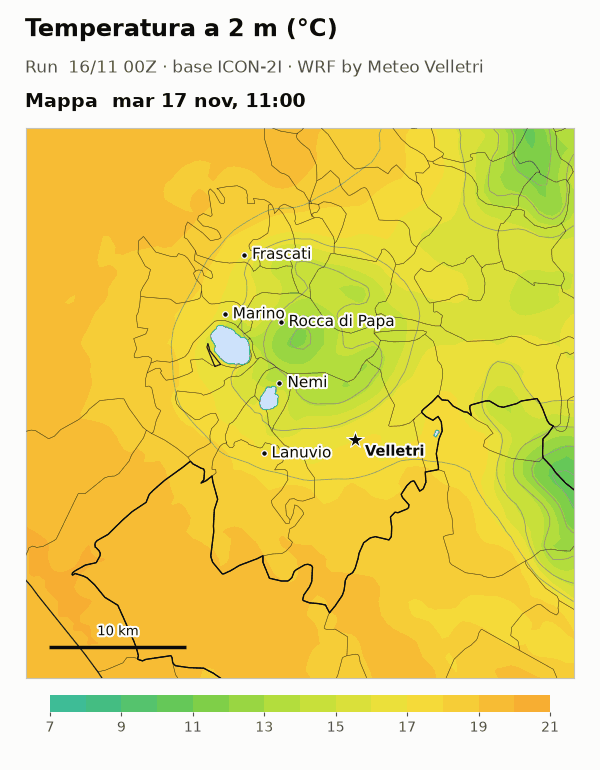 Temperatura a 2 m (°C)
Run  16/11 00Z · base ICON-2I · WRF by Meteo Velletri
Mappa  mar 17 nov, 11:00
Frascati
Marino
Rocca di Papa
Nemi
Velletri
Lanuvio
10 km
7 9 11 13 15 17 19 21